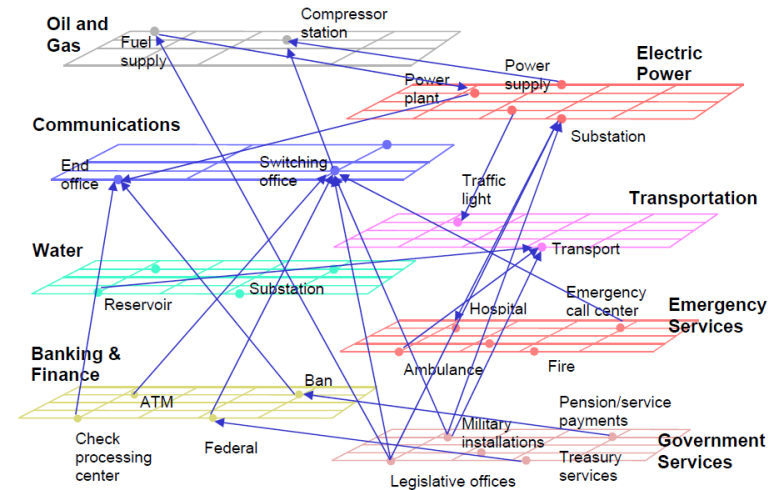 Oil and
Gas
Fuel
supply
Compressor
station
Electric
Power
Power
plant
Power
supply
Substation
Communications
End
office
Switching
office
Traffic
light
Transportation
Transport
Water
Reservoir
Substation
Hospital
Emergency
call center
Emergency
Services
Ambulance
Fire
Banking &
Finance
ATM
Ban
Check
processing
center
Federal
Military
installations
Pension/service
payments
Government
Services
Legislative offices
Treasury
services